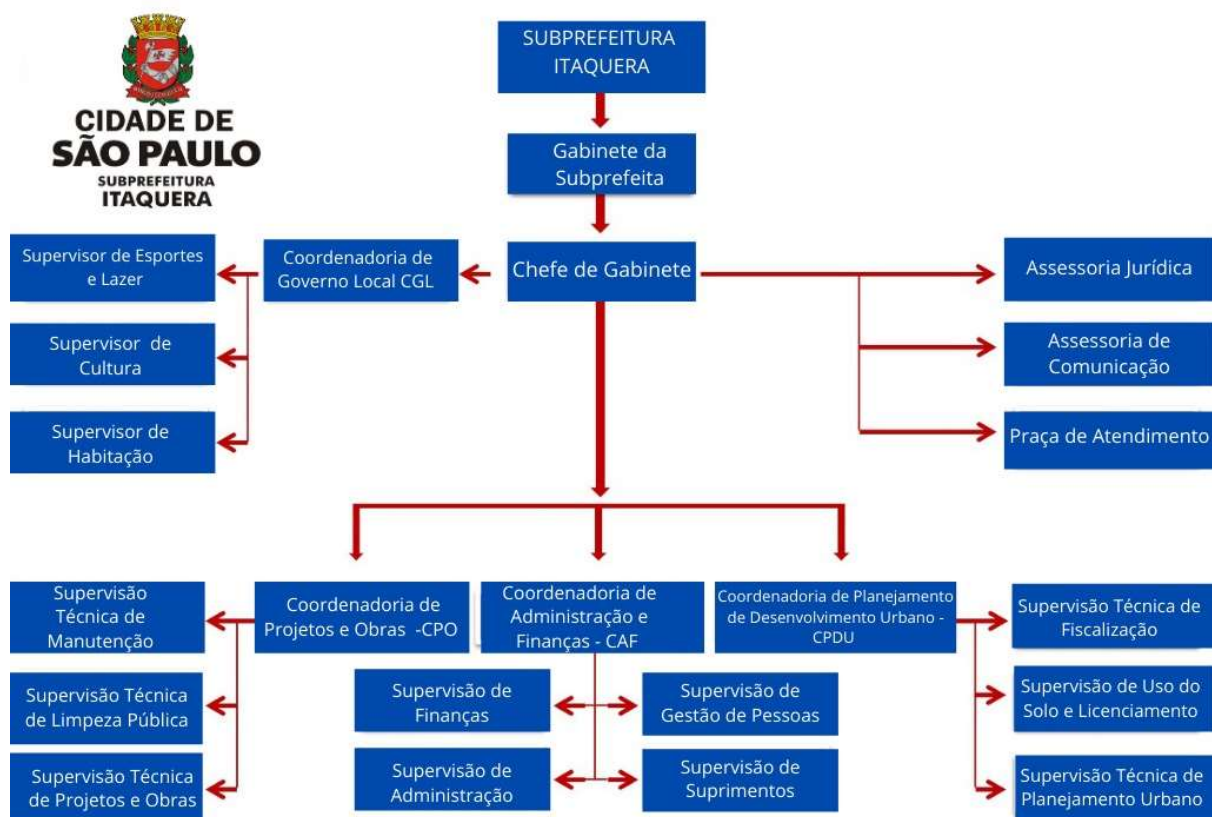 CIDADE DE
SÃO PAULO
SUBPREFEITURA
ITAQUERA
SUBPREFEITURA
ITAQUERA
Gabinete da
Subprefeita
Supervisor de Esportes
e Lazer
Coordenadoria de
Governo Local CGL
Chefe de Gabinete
Assessoria Jurídica
Supervisor de
Cultura
Assessoria de
Comunicação
Supervisor de
Habitação
Praça de Atendimento
Supervisão
Técnica de
Manutenção
Coordenadoria de
Projetos e Obras -CPO
Coordenadoria de
Administração e
Finanças - CAF
Coordenadoria de Planejamento
de Desenvolvimento Urbano -
CPDU
Supervisão Técnica de
Fiscalização
Supervisão Técnica
de Limpeza Pública
Supervisão de
Finanças
Supervisão de
Gestão de Pessoas
Supervisão de Uso do
Solo e Licenciamento
Supervisão Técnica
de Projetos e Obras
Supervisão de
Administração
Supervisão de
Suprimentos
Supervisão Técnica de
Planejamento Urbano